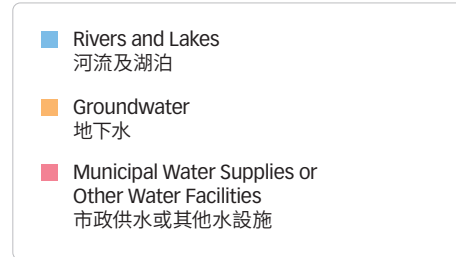 Rivers and Lakes
河流及湖泊
Groundwater
地下水
Municipal Water Supplies or
Other Water Facilities
市政供水或其他水設施